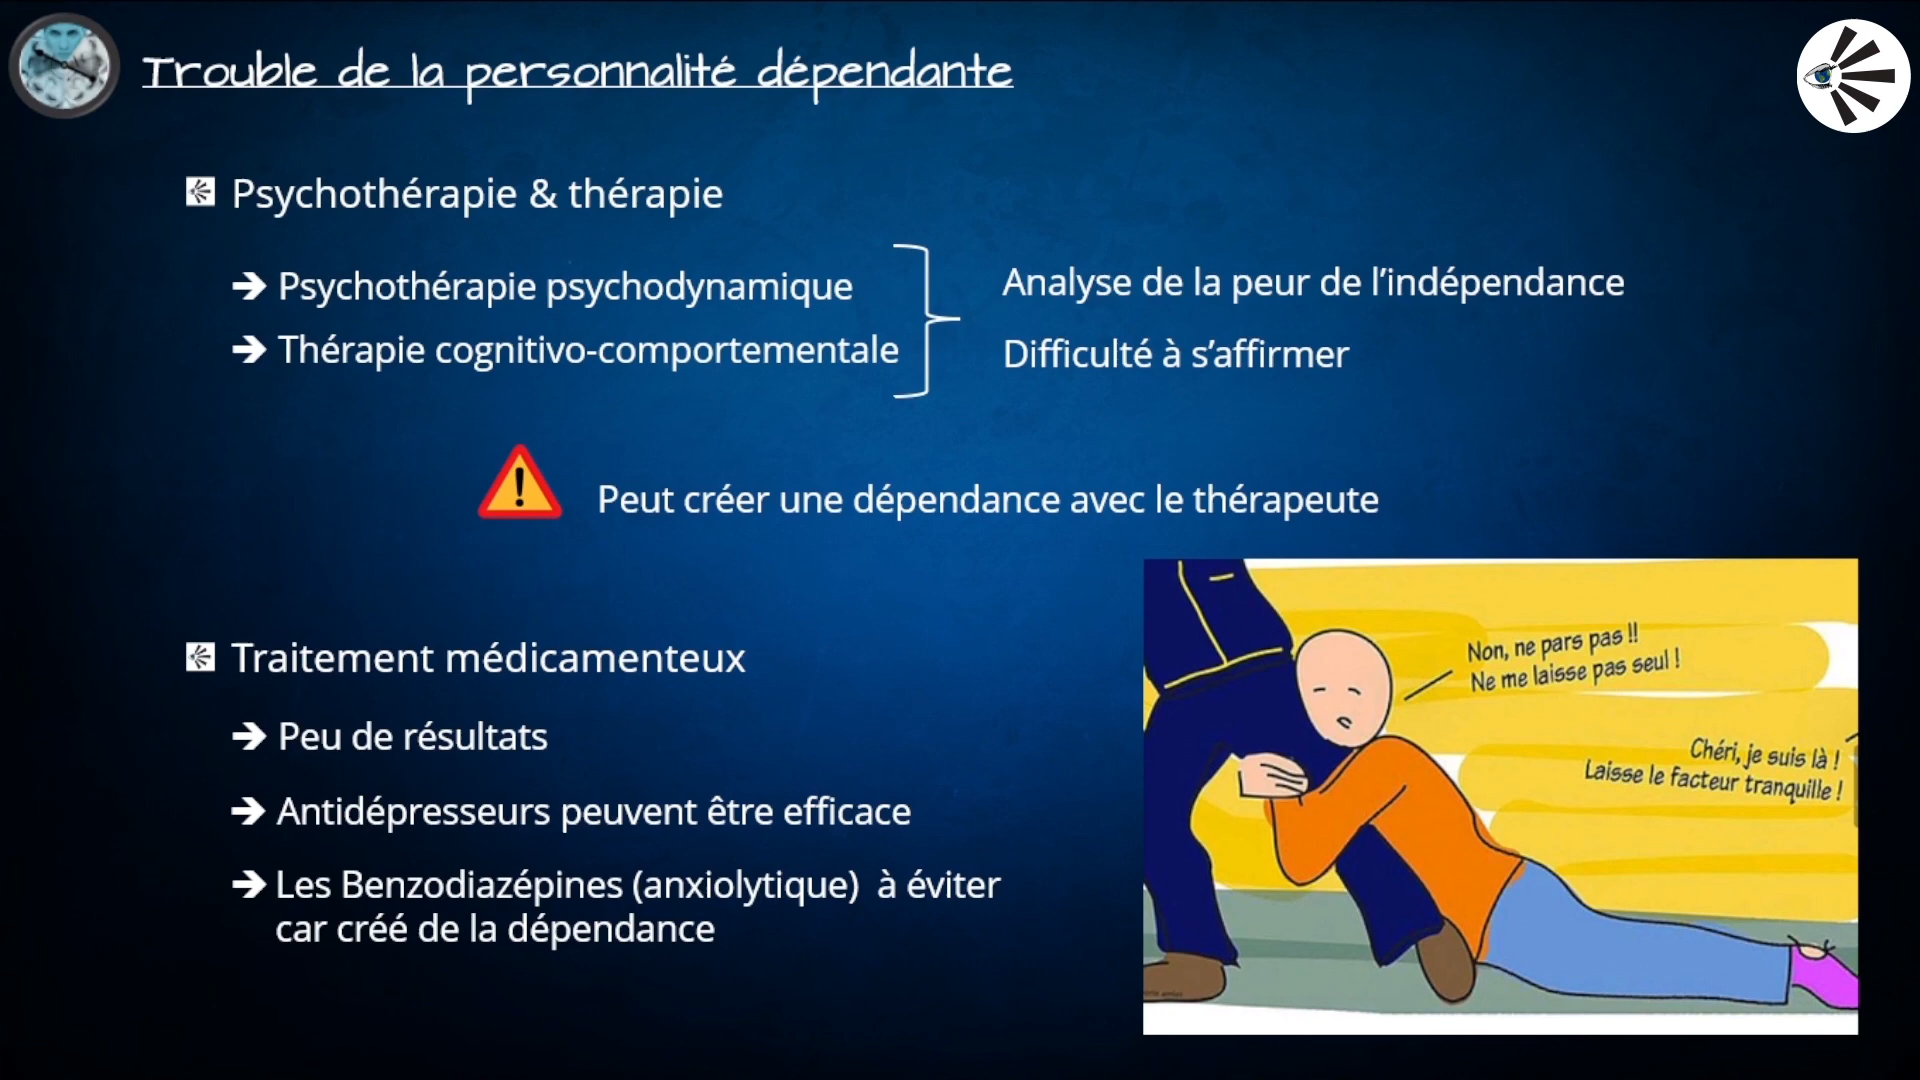 Trouble de la personnalité dépendante
Psychothérapie & thérapie
➔ Psychothérapie psychodynamique
➔ Thérapie cognitivo-comportementale
Analyse de la peur de l’indépendance
Difficulté à s’affirmer
Peut créer une dépendance avec le thérapeute
Traitement médicamenteux
➔ Peu de résultats
➔ Antidépresseurs peuvent être efficace
➔ Les Benzodiazépines (anxiolytique) à éviter
car créé de la dépendance
Non, ne pars pas !!
Ne me laisse pas seul !
Chéri, je suis là !
Laisse le facteur tranquille !